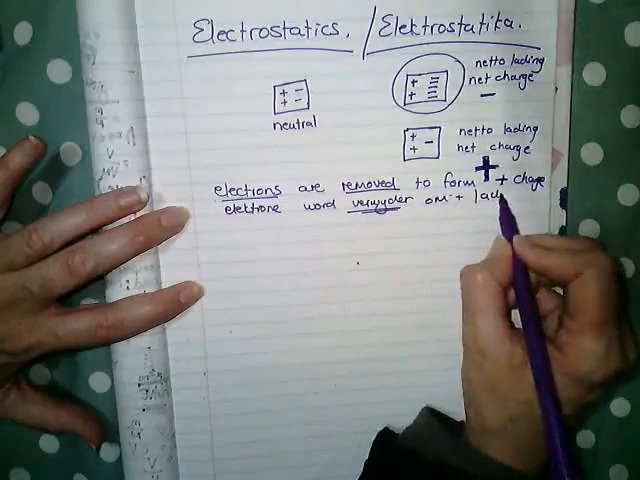 Electrostatics. / Elektrostatika.
netto lading
net charge
−
+ −
+ −
neutral
+
+
netto lading
net charge
+
+ −
+
electrons are removed to form + charge
elektrone word verwyder om + lad